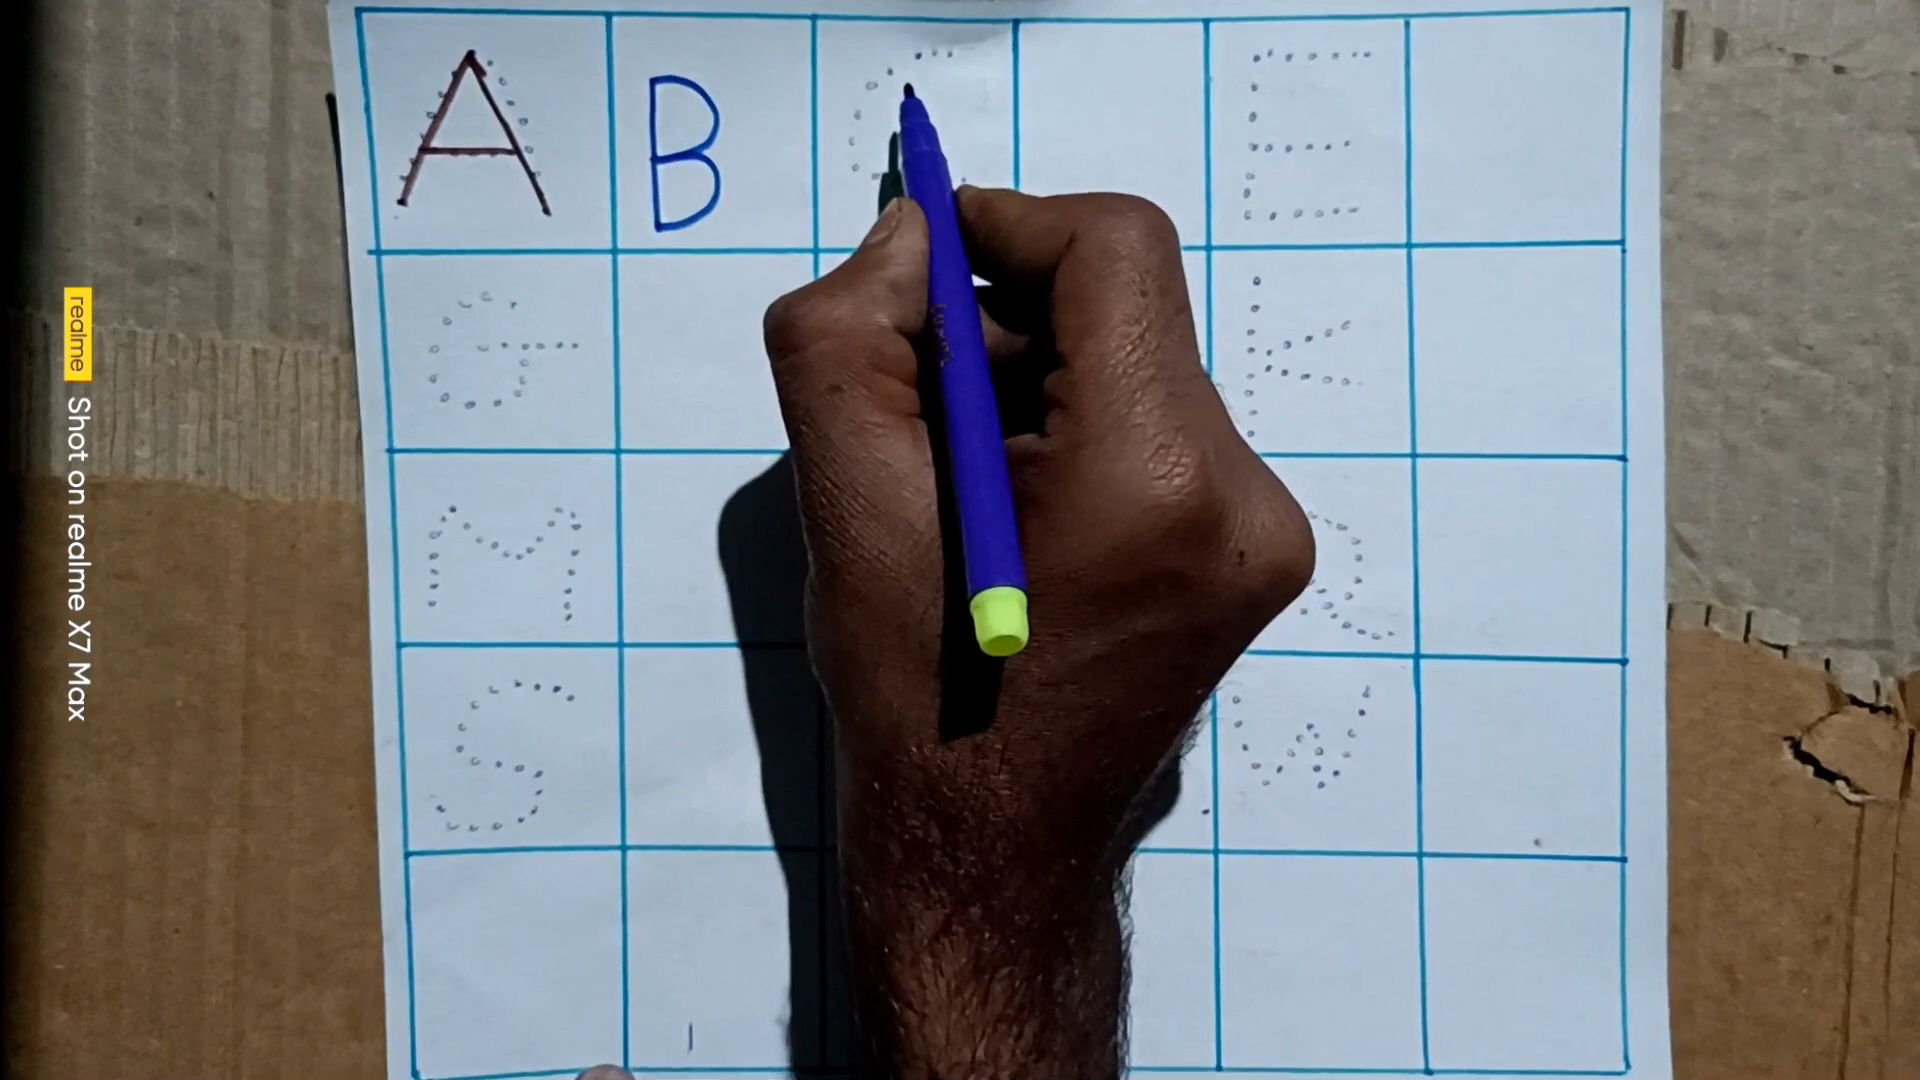 A B C E
G K
M Q
S W
realme Shot on realme X7 Max